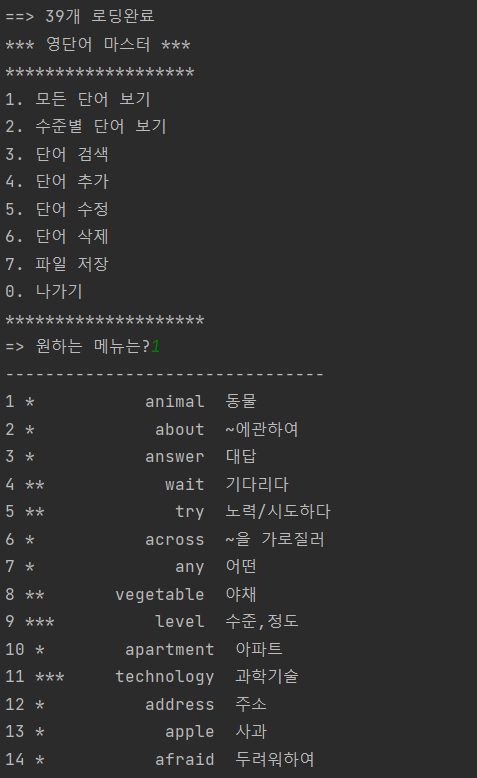 ==> 39개 로딩완료
*** 영단어 마스터 ***
*******************
1. 모든 단어 보기
2. 수준별 단어 보기
3. 단어 검색
4. 단어 추가
5. 단어 수정
6. 단어 삭제
7. 파일 저장
0. 나가기
********************
=> 원하는 메뉴는?1
--------------------------------
1 *           animal  동물
2 *            about  ~에관하여
3 *           answer  대답
4 **            wait  기다리다
5 **             try  노력/시도하다
6 *           across  ~을 가로질러
7 *              any  어떤
8 **       vegetable  야채
9 ***          level  수준,정도
10 *        apartment  아파트
11 ***     technology  과학기술
12 *          address  주소
13 *            apple  사과
14 *           afraid  두려워하여